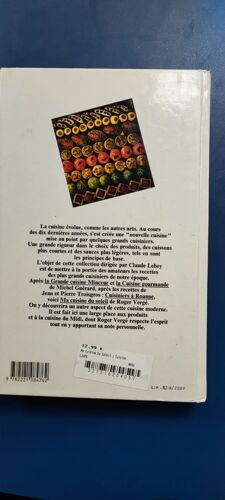 La cuisine évolue, comme les autres arts. Au cours
des dix dernières années, s'est créée une "nouvelle cuisine"
mise au point par quelques grands cuisiniers.
Une grande rigueur dans le choix des produits, des cuissons
plus courtes et des sauces plus légères, tels en sont
les principes de base.
L'objet de cette collection dirigée par Claude Lebey
est de mettre à la portée des amateurs les recettes
des plus grands cuisiniers de notre époque.
Après La Grande cuisine Minceur et la Cuisine gourmande
de Michel Guérard, après les recettes de
Jean et Pierre Troisgros : Cuisiniers à Roanne,
voici Ma cuisine du soleil de Roger Vergé.
On y découvrira un autre aspect de cette cuisine moderne.
Il est fait ici une large place aux produits
et à la cuisine du Midi, dont Roger Vergé respecte l'esprit
tout en y apportant sa note personnelle.
12,99 €